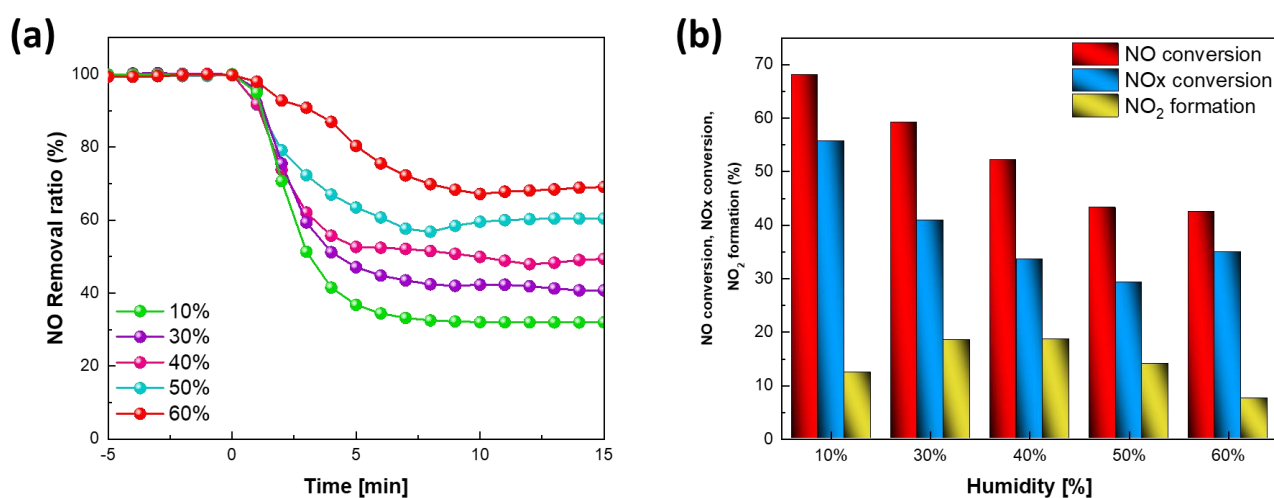 (a)
NO Removal ratio (%)
100
80
60
40
20
0
10%
30%
40%
50%
60%
-5
0
5
10
15
Time [min]
(b)
NO conversion, NOx conversion,
NO₂ formation (%)
70
60
50
40
30
20
10
0
NO conversion
NOx conversion
NO₂ formation
10%
30%
40%
50%
60%
Humidity [%]